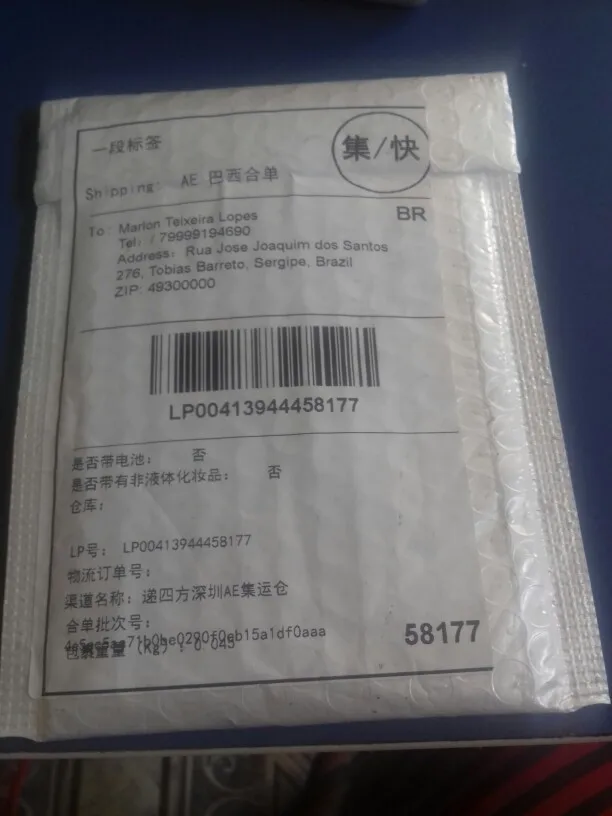 一段标签
集/快
Shipping: AE 巴西合单
BR
To: Marlon Teixeira Lopes
Tel: / 79999194690
Address: Rua Jose Joaquim dos Santos
276, Tobias Barreto, Sergipe, Brazil
ZIP: 49300000
LP00413944458177
是否带电池: 否
是否带有非液体化妆品: 否
仓库:
LP号: LP00413944458177
物流订单号:
渠道名称: 递四方深圳AE集运仓
合单批次号:
(Kg): 0.045
58177